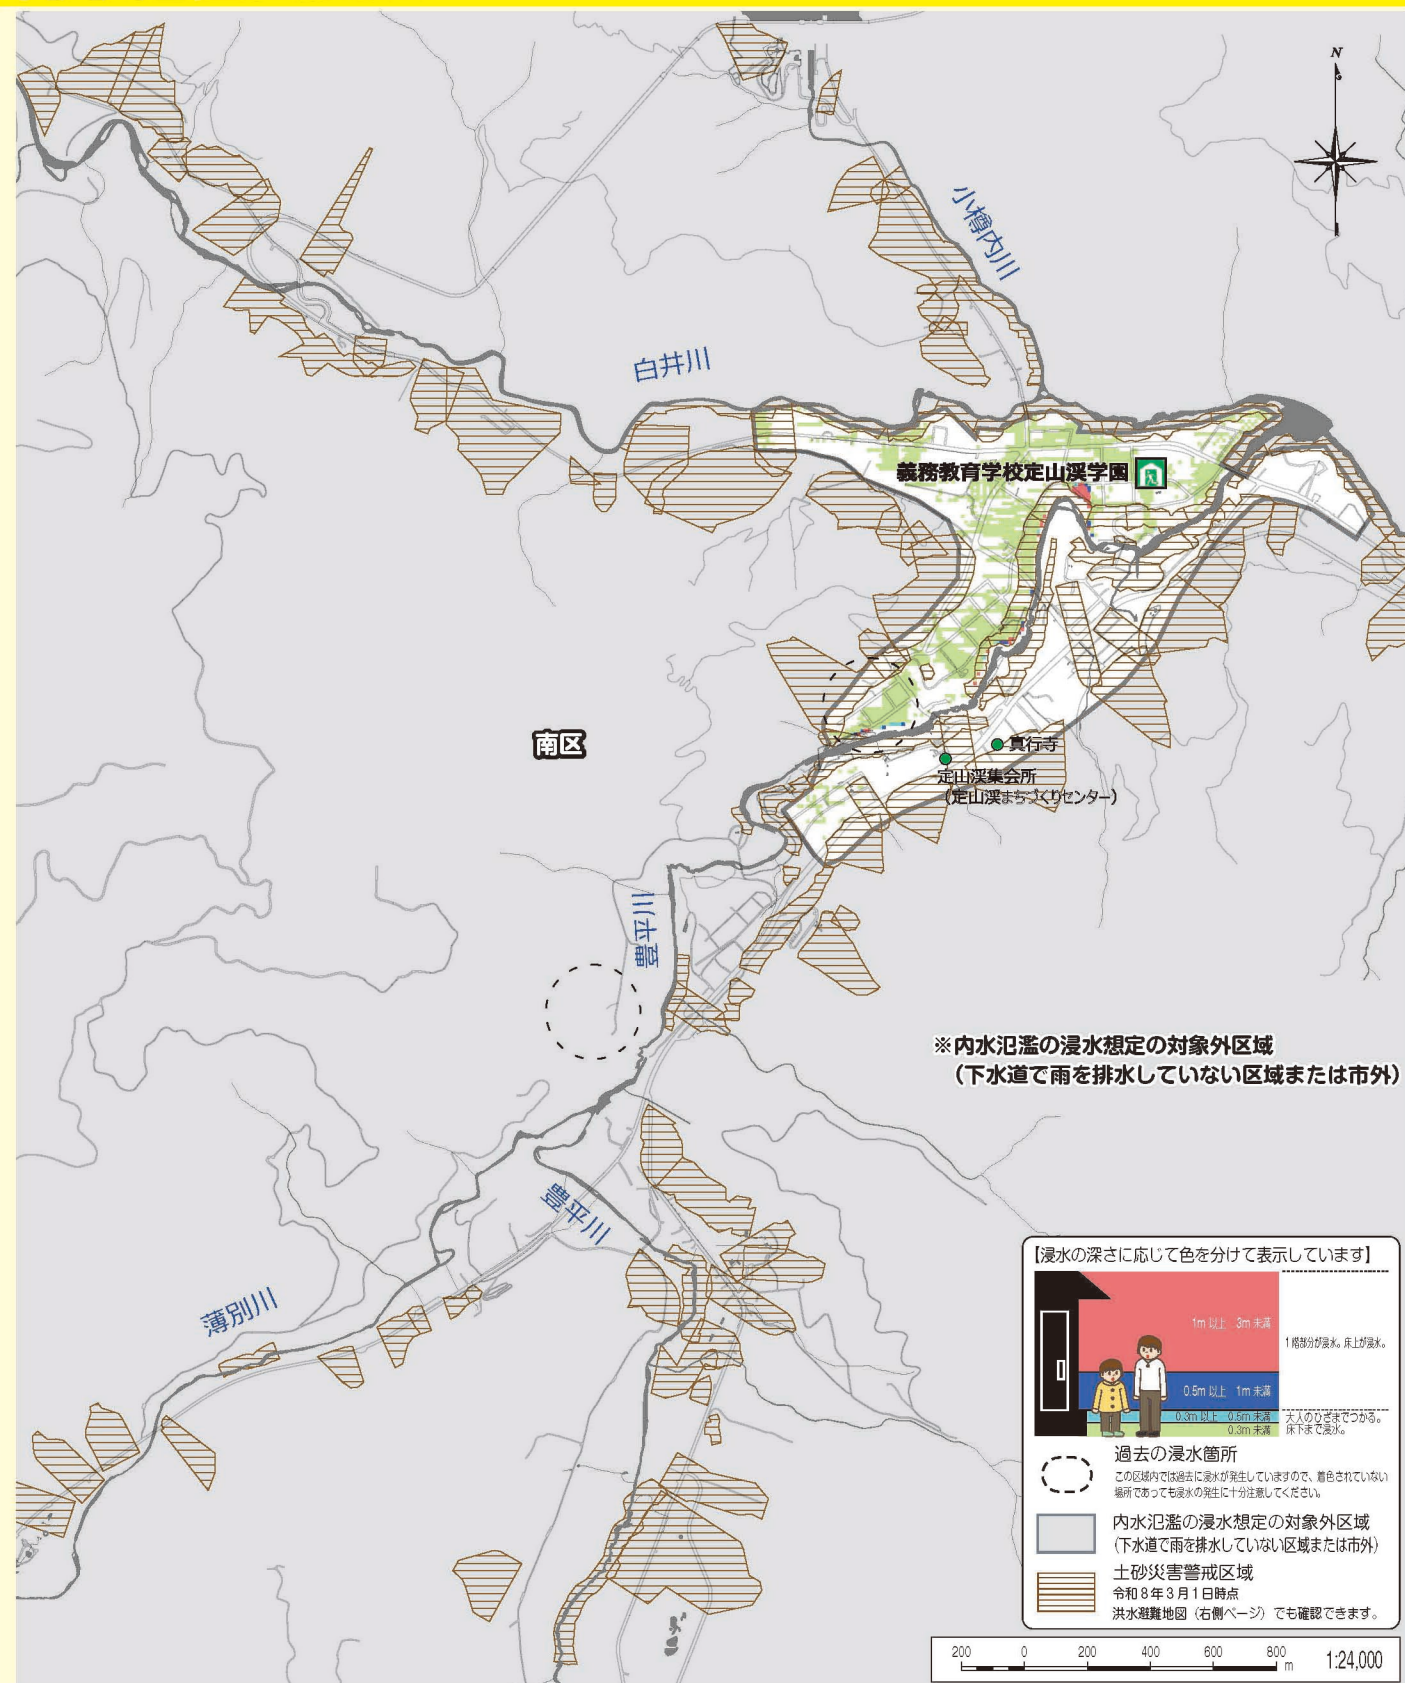 N
小樽内川
白井川
義務教育学校定山渓学園
南区
真行寺
定山渓集会所
(定山渓まちづくりセンター)
豊平川
※内水氾濫の浸水想定の対象外区域
(下水道で雨を排水していない区域または市外)
豊平川
薄別川
【浸水の深さに応じて色を分けて表示しています】
1m 以上 3m 未満
1階部分が浸水。床上が浸水。
0.5m 以上 1m 未満
0.3m 以上 0.5m 未満
大人のひざまでつかる。
床下まで浸水。
0.3m 未満
過去の浸水箇所
この区域内では過去に浸水が発生していますので、着色されていない
場所であっても浸水の発生に十分注意してください。
内水氾濫の浸水想定の対象外区域
(下水道で雨を排水していない区域または市外)
土砂災害警戒区域
令和8年3月1日時点
洪水避難地図(右側ページ)でも確認できます。
200 0 200 400 600 800 m 1:24,000